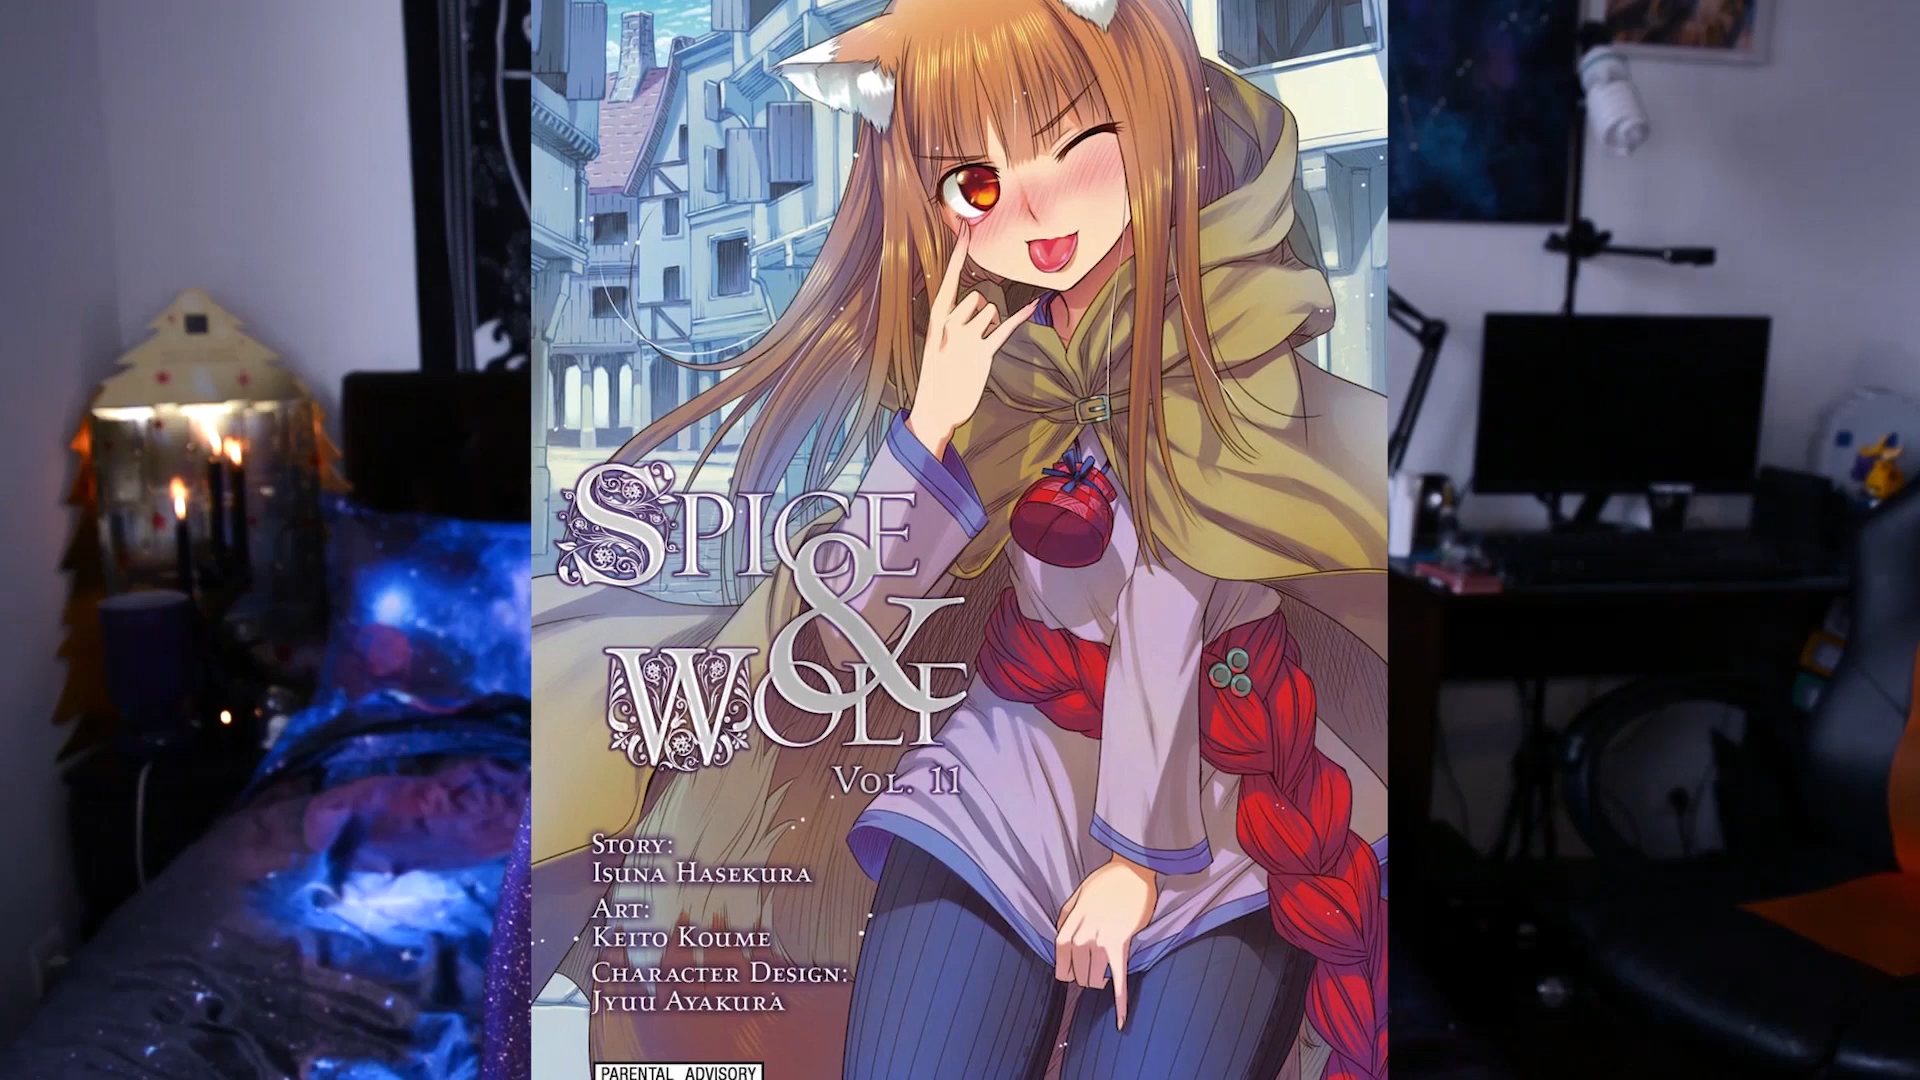 SPICE
&
WOLF
VOL. 11
STORY:
ISUNA HASEKURA
ART:
KEITO KOUME
CHARACTER DESIGN:
JYUU AYAKURA
PARENTAL ADVISORY